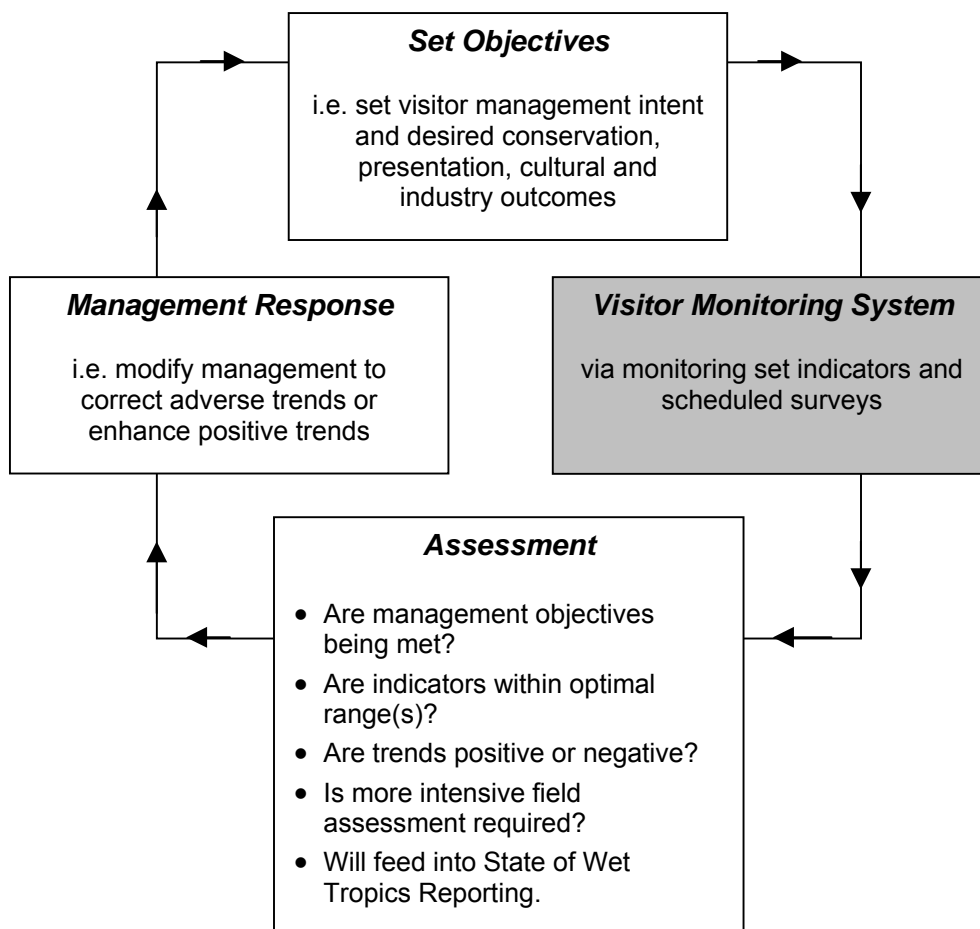 Set Objectives
i.e. set visitor management intent
and desired conservation,
presentation, cultural and
industry outcomes
Management Response
i.e. modify management to
correct adverse trends or
enhance positive trends
Visitor Monitoring System
via monitoring set indicators and
scheduled surveys
Assessment
• Are management objectives
being met?
• Are indicators within optimal
range(s)?
• Are trends positive or negative?
• Is more intensive field
assessment required?
• Will feed into State of Wet
Tropics Reporting.